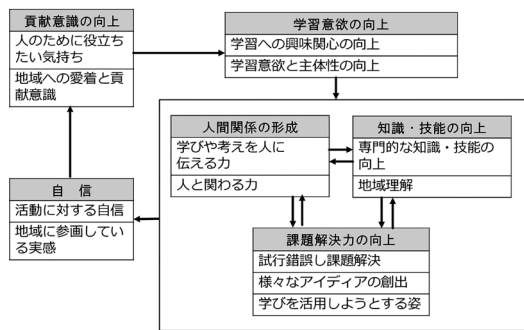 貢献意識の向上
人のために役立ち
たい気持ち
地域への愛着と貢
献意識
学習意欲の向上
学習への興味関心の向上
学習意欲と主体性の向上
人間関係の形成
学びや考えを人に
伝える力
人と関わる力
知識・技能の向上
専門的な知識・技能の
向上
地域理解
自 信
活動に対する自信
地域に参画してい
る実感
課題解決力の向上
試行錯誤し課題解決
様々なアイディアの創出
学びを活用しようとする姿